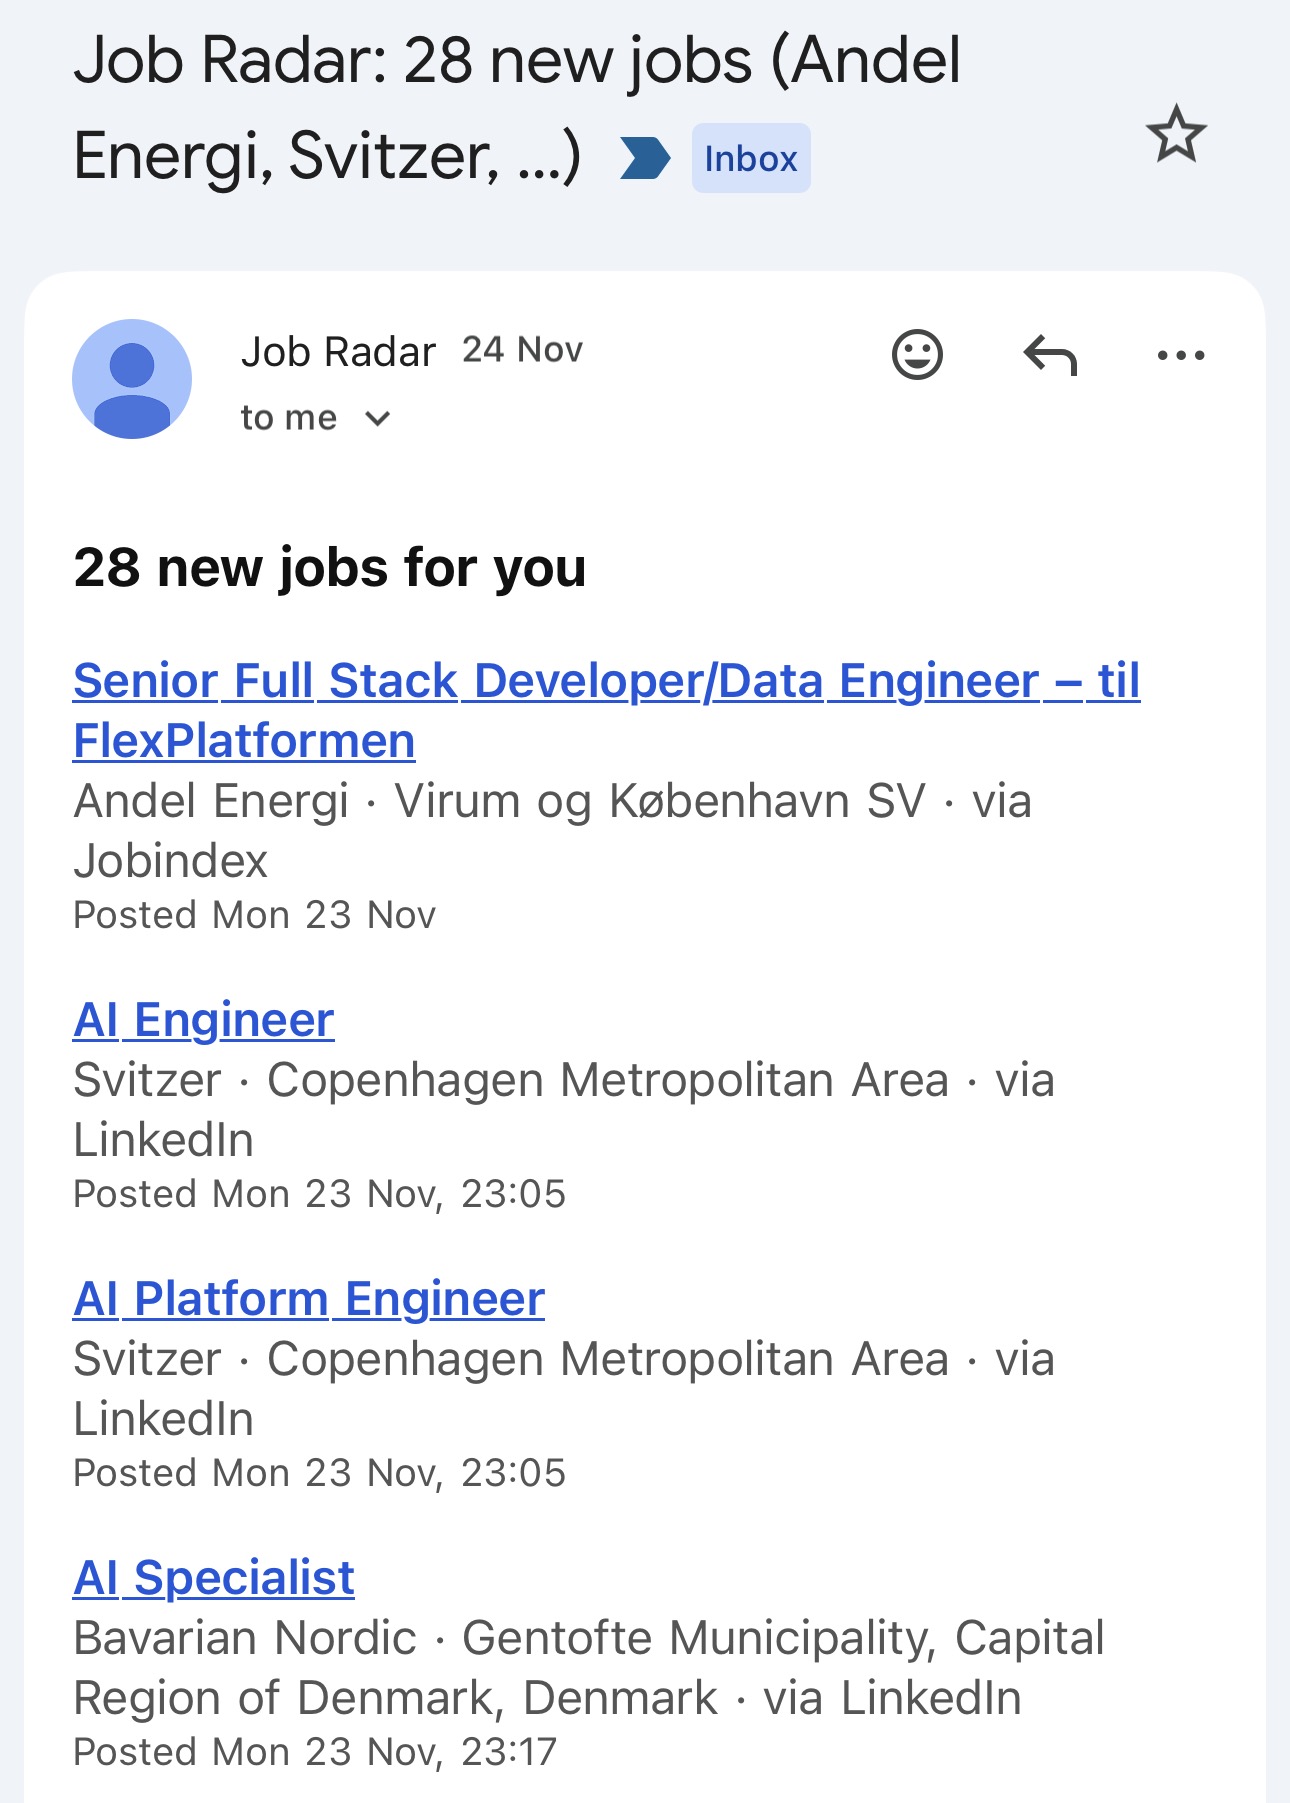 Job Radar: 28 new jobs (Andel
Energi, Svitzer, ...)
Inbox
Job Radar 24 Nov
to me
28 new jobs for you
Senior Full Stack Developer/Data Engineer – til
FlexPlatformen
Andel Energi · Virum og København SV · via
Jobindex
Posted Mon 23 Nov
AI Engineer
Svitzer · Copenhagen Metropolitan Area · via
LinkedIn
Posted Mon 23 Nov, 23:05
AI Platform Engineer
Svitzer · Copenhagen Metropolitan Area · via
LinkedIn
Posted Mon 23 Nov, 23:05
AI Specialist
Bavarian Nordic · Gentofte Municipality, Capital
Region of Denmark, Denmark · via LinkedIn
Posted Mon 23 Nov, 23:17